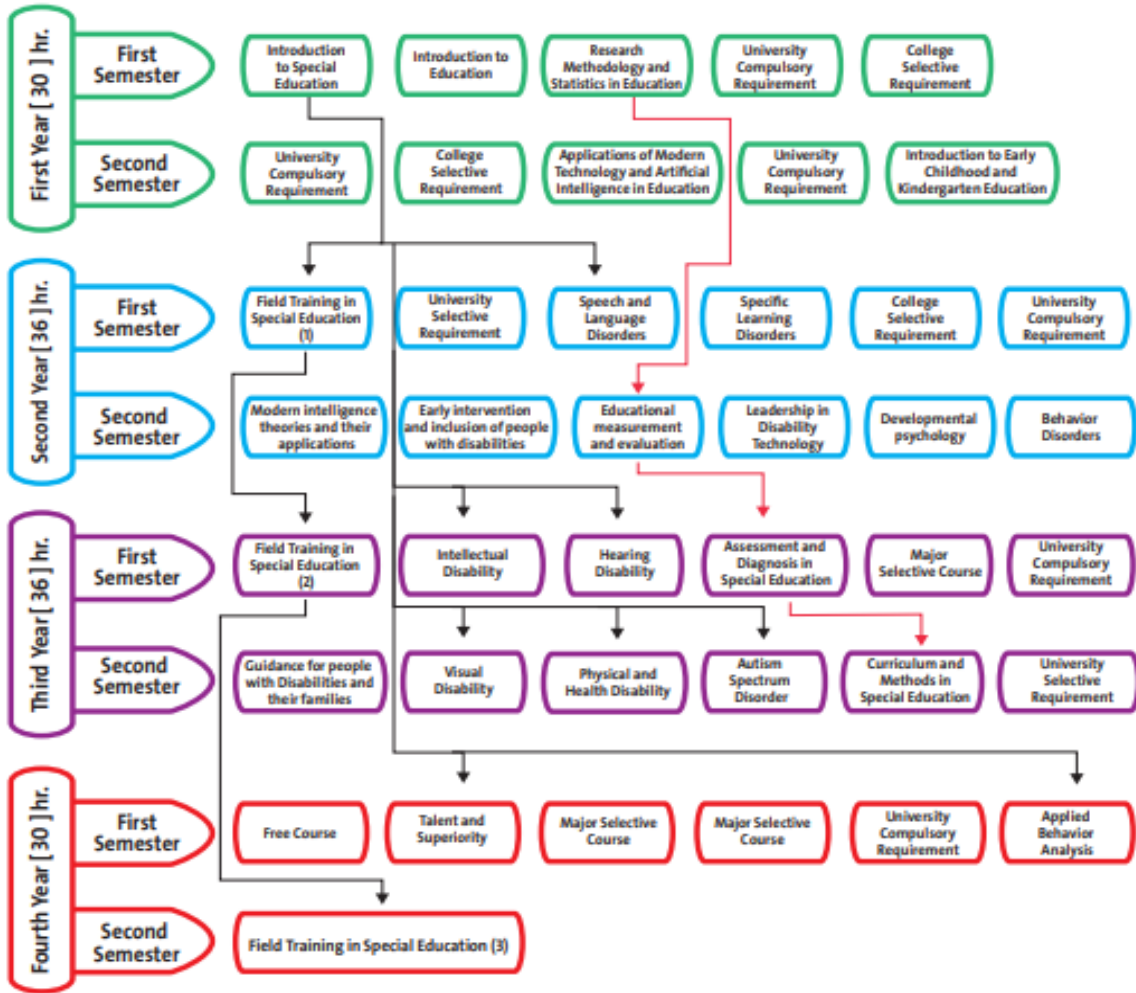 First Year [ 30 ] hr.
First
Semester
Introduction
to Special
Education
Introduction to
Education
Research
Methodology and
Statistics in Education
University
Compulsory
Requirement
College
Selective
Requirement
Second
Semester
University
Compulsory
Requirement
College
Selective
Requirement
Applications of Modern
Technology and Artificial
Intelligence in Education
University
Compulsory
Requirement
Introduction to Early
Childhood and
Kindergarten Education
Second Year [ 36 ] hr.
First
Semester
Field Training in
Special Education
(1)
University
Selective
Requirement
Speech and
Language
Disorders
Specific
Learning
Disorders
College
Selective
Requirement
University
Compulsory
Requirement
Second
Semester
Modern intelligence
theories and their
applications
Early intervention
and inclusion of people
with disabilities
Educational
measurement
and evaluation
Leadership in
Disability
Technology
Developmental
psychology
Behavior
Disorders
Third Year [ 36 ] hr.
First
Semester
Field Training in
Special Education
(2)
Intellectual
Disability
Hearing
Disability
Assessment and
Diagnosis in
Special Education
Major
Selective Course
University
Compulsory
Requirement
Second
Semester
Guidance for people
with Disabilities and
their families
Visual
Disability
Physical and
Health Disability
Autism
Spectrum
Disorder
Curriculum and
Methods in
Special Education
University
Selective
Requirement
Fourth Year [ 30 ] hr.
First
Semester
Free Course
Talent and
Superiority
Major Selective
Course
Major Selective
Course
University
Compulsory
Requirement
Applied
Behavior
Analysis
Second
Semester
Field Training in Special Education (3)